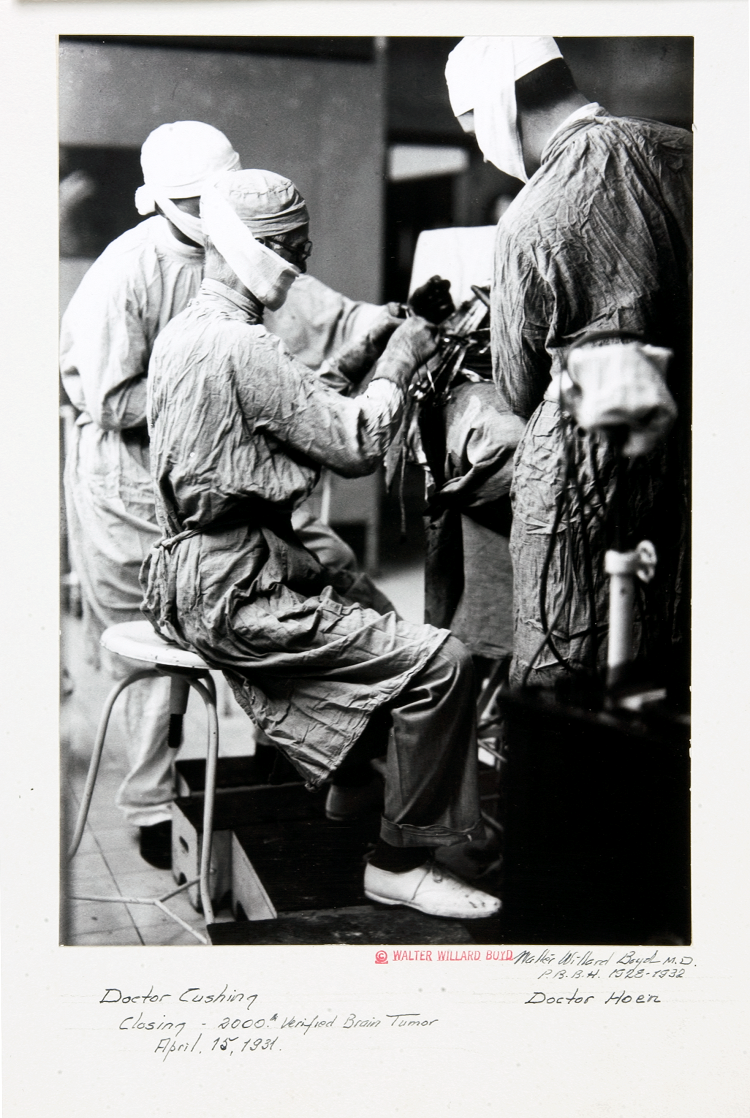 © WALTER WILLARD BOYD
Walter Willard Boyd M.D.
P.B.B.H. 1928-1932
Doctor Cushing
Doctor Hoen
Closing - 2000th Verified Brain Tumor
April, 15, 1931.